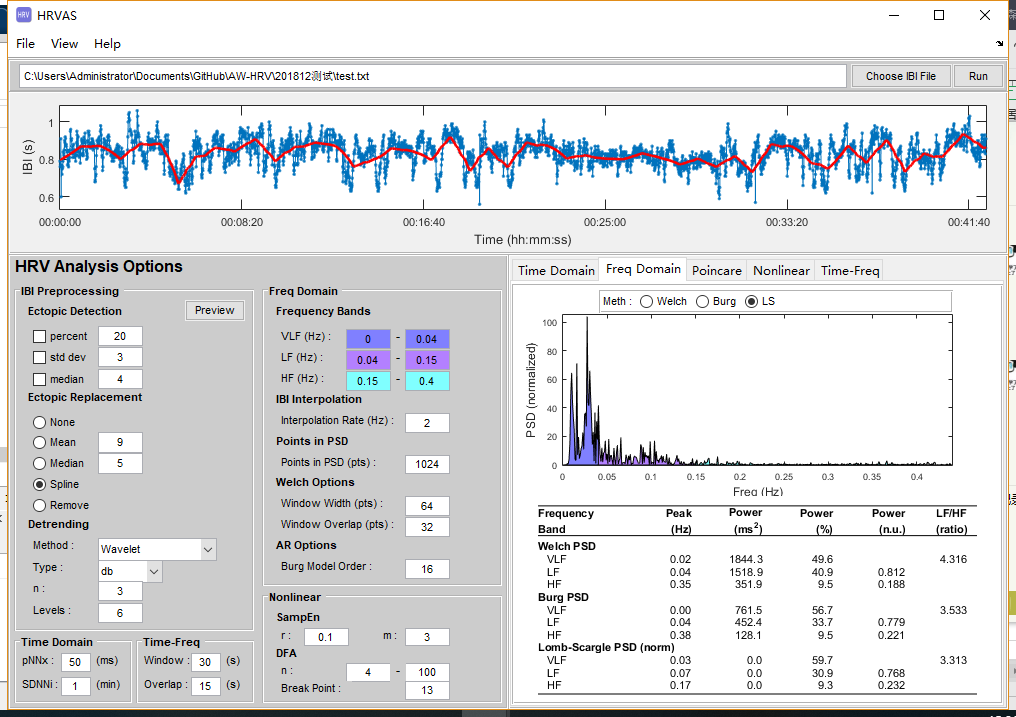 HRV HRVAS
File View Help
C:\Users\Administrator\Documents\GitHub\AW-HRV\201812测试\test.txt Choose IBI File Run
IBI (s)
1
0.8
0.6
00:00:00 00:08:20 00:16:40 00:25:00 00:33:20 00:41:40
Time (hh:mm:ss)
HRV Analysis Options
IBI Preprocessing
Ectopic Detection Preview
percent 20
std dev 3
median 4
Ectopic Replacement
None
Mean 9
Median 5
Spline
Remove
Detrending
Method : Wavelet
Type : db
n : 3
Levels : 6
Time Domain
pNNx : 50 (ms)
SDNNi : 1 (min)
Time-Freq
Window : 30 (s)
Overlap : 15 (s)
Freq Domain
Frequency Bands
VLF (Hz) : 0 - 0.04
LF (Hz) : 0.04 - 0.15
HF (Hz) : 0.15 - 0.4
IBI Interpolation
Interpolation Rate (Hz) : 2
Points in PSD
Points in PSD (pts) : 1024
Welch Options
Window Width (pts) : 64
Window Overlap (pts) : 32
AR Options
Burg Model Order : 16
Nonlinear
SampEn
r : 0.1 m : 3
DFA
n : 4 - 100
Break Point : 13
Time Domain Freq Domain Poincare Nonlinear Time-Freq
Meth : Welch Burg LS
PSD (normalized)
100
80
60
40
20
0
0 0.05 0.1 0.15 0.2 0.25 0.3 0.35 0.4
Freq (Hz)
Frequency Peak Power Power Power LF/HF
Band (Hz) (ms2) (%) (n.u.) (ratio)
Welch PSD
VLF 0.02 1844.3 49.6 4.316
LF 0.04 1518.9 40.9 0.812
HF 0.35 351.9 9.5 0.188
Burg PSD
VLF 0.00 761.5 56.7 3.533
LF 0.04 452.4 33.7 0.779
HF 0.38 128.1 9.5 0.221
Lomb-Scargle PSD (norm)
VLF 0.03 0.0 59.7 3.313
LF 0.07 0.0 30.9 0.768
HF 0.17 0.0 9.3 0.232